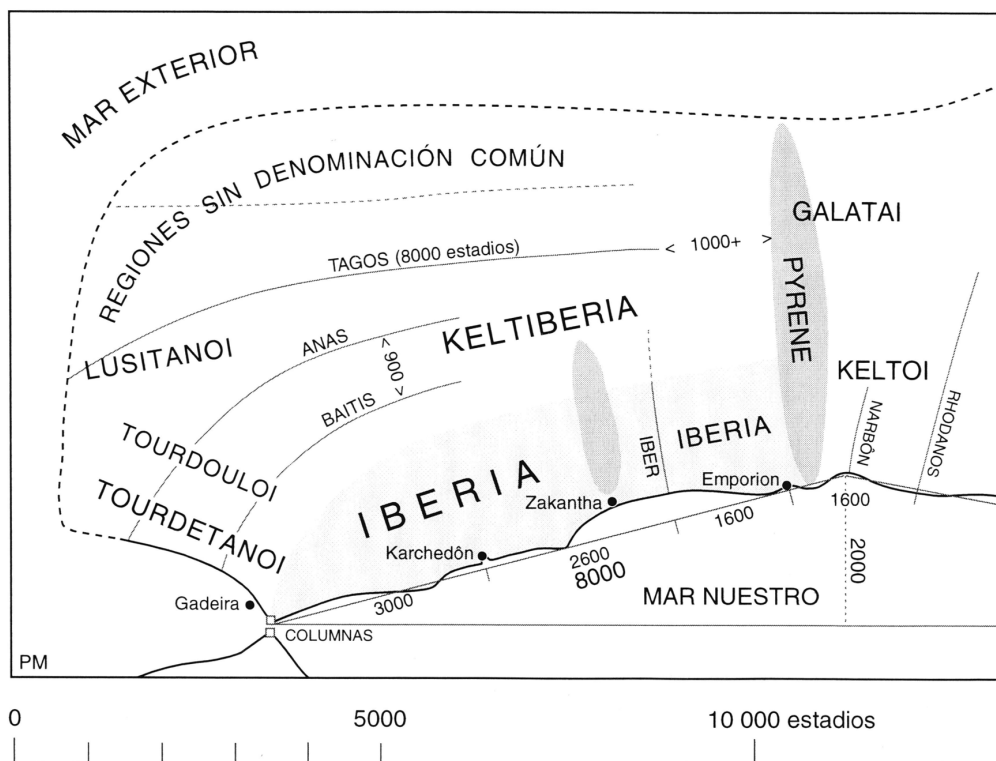 MAR EXTERIOR
REGIONES SIN DENOMINACIÓN COMÚN
GALATAI
< 1000+ >
TAGOS (8000 estadios)
PYRENE
KELTIBERIA
LUSITANOI
ANAS
< 900 >
BAITIS
KELTOI
NARBÔN
RHODANOS
TOURDOULOI
IBERIA
IBER
IBERIA
TOURDETANOI
Emporion
Zakantha
1600
1600
Karchedôn
2600
8000
2000
3000
MAR NUESTRO
Gadeira
COLUMNAS
PM
0 5000 10 000 estadios